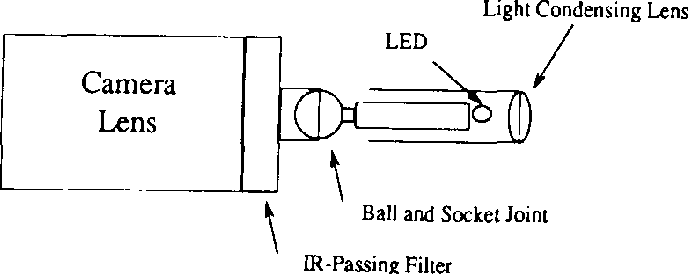 Light Condensing Lens
LED
Camera
Lens
Ball and Socket Joint
IR-Passing Filter